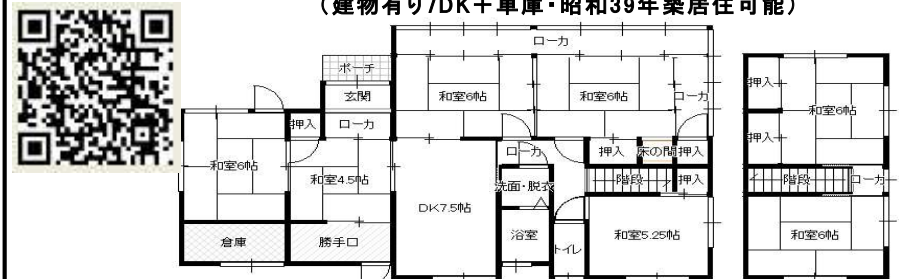 (建物有り/DK+車庫・昭和39年築居住可能)
ローカ
ポーチ
玄関
和室6帖
和室6帖
ローカ
押入
和室6帖
押入
押入
ローカ
和室6帖
和室4.5帖
ローカ
押入
床の間
押入
洗面・脱衣
階段
押入
階段
ローカ
DK7.5帖
倉庫
勝手口
浴室
トイレ
和室5.25帖
和室6帖